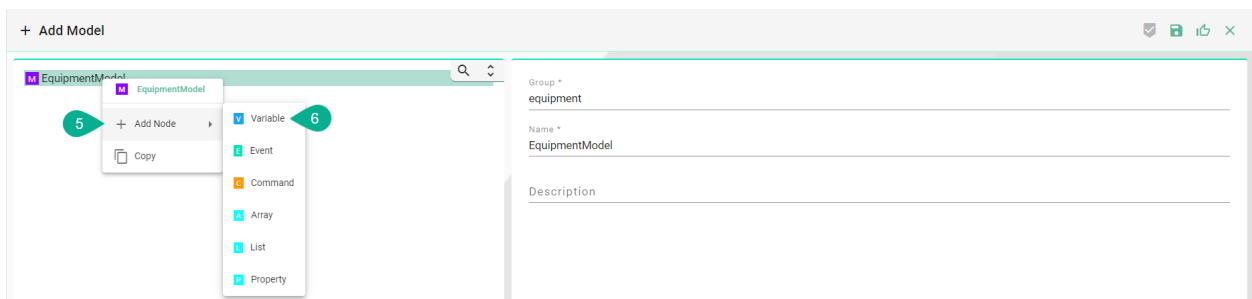 + Add Model
M EquipmentModel
M EquipmentModel
5 + Add Node
Copy
V Variable 6
E Event
C Command
A Array
L List
P Property
Group *
equipment
Name *
EquipmentModel
Description